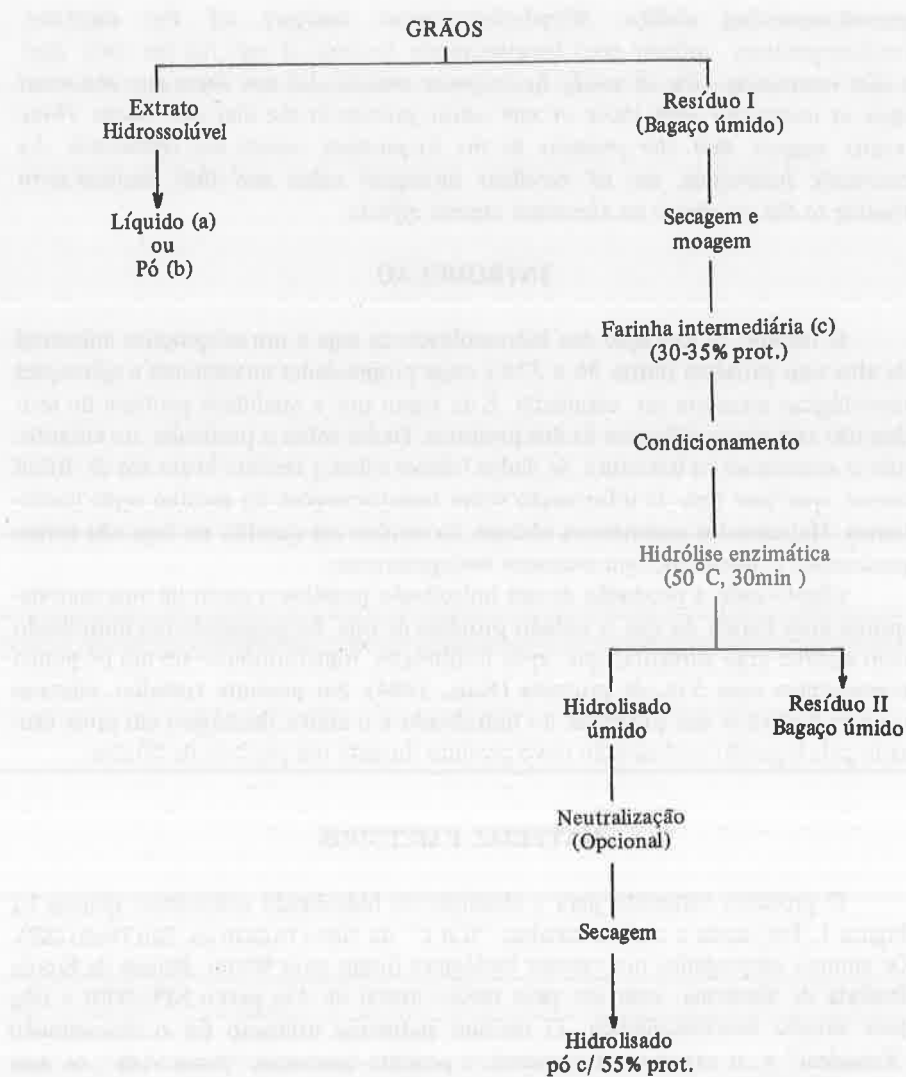 GRÃOS
Extrato
Hidrossolúvel
Líquido (a)
ou
Pó (b)
Resíduo I
(Bagaço úmido)
Secagem e
moagem
Farinha intermediária (c)
(30-35% prot.)
Condicionamento
Hidrólise enzimática
(50°C, 30min )
Hidrolisado
úmido
Resíduo II
Bagaço úmido
Neutralização
(Opcional)
Secagem
Hidrolisado
pó c/ 55% prot.